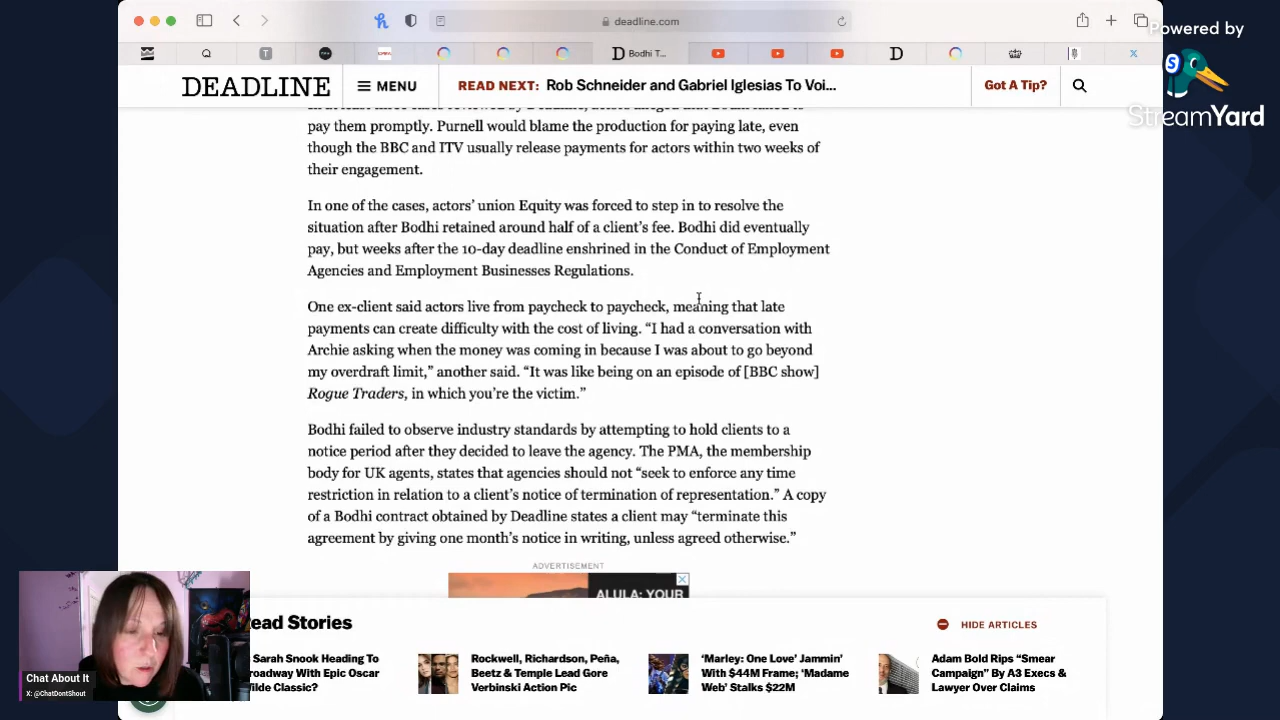 deadline.com
Powered by
StreamYard
Bodhi T...
DEADLINE
MENU
READ NEXT: Rob Schneider and Gabriel Iglesias To Voi...
Got A Tip?
pay them promptly. Purnell would blame the production for paying late, even
though the BBC and ITV usually release payments for actors within two weeks of
their engagement.
In one of the cases, actors' union Equity was forced to step in to resolve the
situation after Bodhi retained around half of a client's fee. Bodhi did eventually
pay, but weeks after the 10-day deadline enshrined in the Conduct of Employment
Agencies and Employment Businesses Regulations.
One ex-client said actors live from paycheck to paycheck, meaning that late
payments can create difficulty with the cost of living. “I had a conversation with
Archie asking when the money was coming in because I was about to go beyond
my overdraft limit,” another said. “It was like being on an episode of [BBC show]
Rogue Traders, in which you're the victim.”
Bodhi failed to observe industry standards by attempting to hold clients to a
notice period after they decided to leave the agency. The PMA, the membership
body for UK agents, states that agencies should not “seek to enforce any time
restriction in relation to a client's notice of termination of representation.” A copy
of a Bodhi contract obtained by Deadline states a client may “terminate this
agreement by giving one month's notice in writing, unless agreed otherwise.”
ADVERTISEMENT
ALULA: YOUR
ead Stories
HIDE ARTICLES
Sarah Snook Heading To
roadway With Epic Oscar
ilde Classic?
Rockwell, Richardson, Peña,
Beetz & Temple Lead Gore
Verbinski Action Pic
‘Marley: One Love’ Jammin’
With $44M Frame; ‘Madame
Web’ Stalks $22M
Adam Bold Rips “Smear
Campaign” By A3 Execs &
Lawyer Over Claims
Chat About It
X: @ChatDontShout